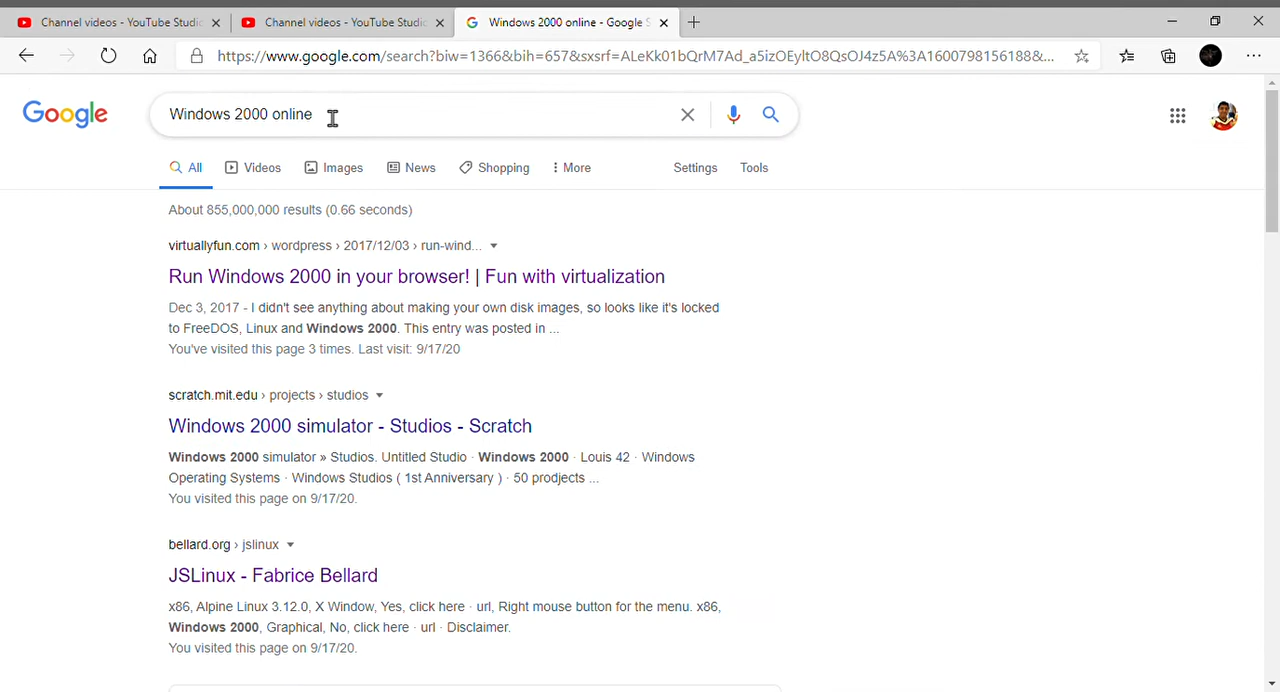 Channel videos - YouTube Studio
Channel videos - YouTube Studio
Windows 2000 online - Google S
https://www.google.com/search?biw=1366&bih=657&sxsrf=ALeKk01bQrM7Ad_a5izOEyltO8QsOJ4z5A%3A1600798156188&...
Google
Windows 2000 online
All
Videos
Images
News
Shopping
More
Settings
Tools
About 855,000,000 results (0.66 seconds)
virtuallyfun.com › wordpress › 2017/12/03 › run-wind...
Run Windows 2000 in your browser! | Fun with virtualization
Dec 3, 2017 - I didn't see anything about making your own disk images, so looks like it's locked
to FreeDOS, Linux and Windows 2000. This entry was posted in ...
You've visited this page 3 times. Last visit: 9/17/20
scratch.mit.edu › projects › studios
Windows 2000 simulator - Studios - Scratch
Windows 2000 simulator » Studios. Untitled Studio · Windows 2000 · Louis 42 · Windows
Operating Systems · Windows Studios ( 1st Anniversary ) · 50 prodjects ...
You visited this page on 9/17/20.
bellard.org › jslinux
JSLinux - Fabrice Bellard
x86, Alpine Linux 3.12.0, X Window, Yes, click here · url, Right mouse button for the menu. x86,
Windows 2000, Graphical, No, click here · url · Disclaimer.
You visited this page on 9/17/20.